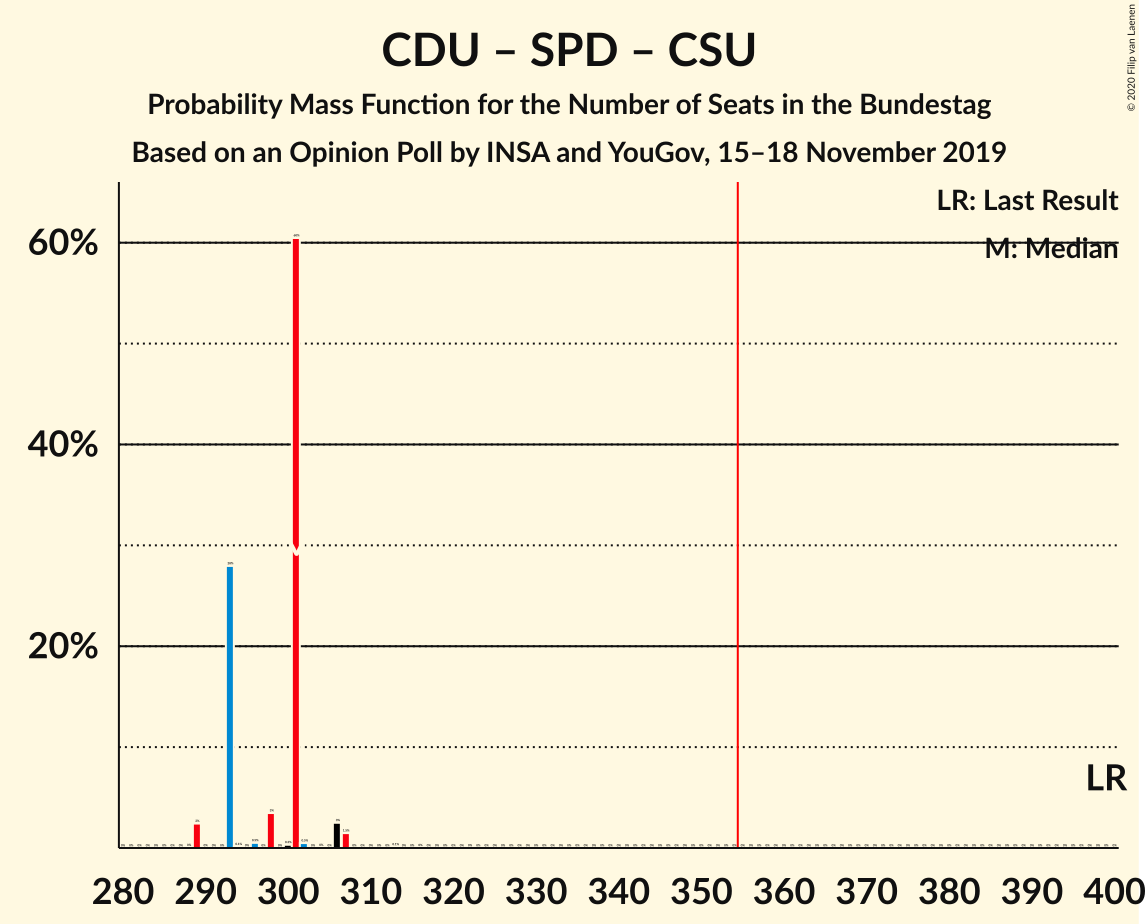 CDU – SPD – CSU
Probability Mass Function for the Number of Seats in the Bundestag
Based on an Opinion Poll by INSA and YouGov, 15–18 November 2019
© 2020 Filip van Laenen
LR: Last Result
M: Median
60%
40%
20%
LR
280 290 300 310 320 330 340 350 360 370 380 390 400